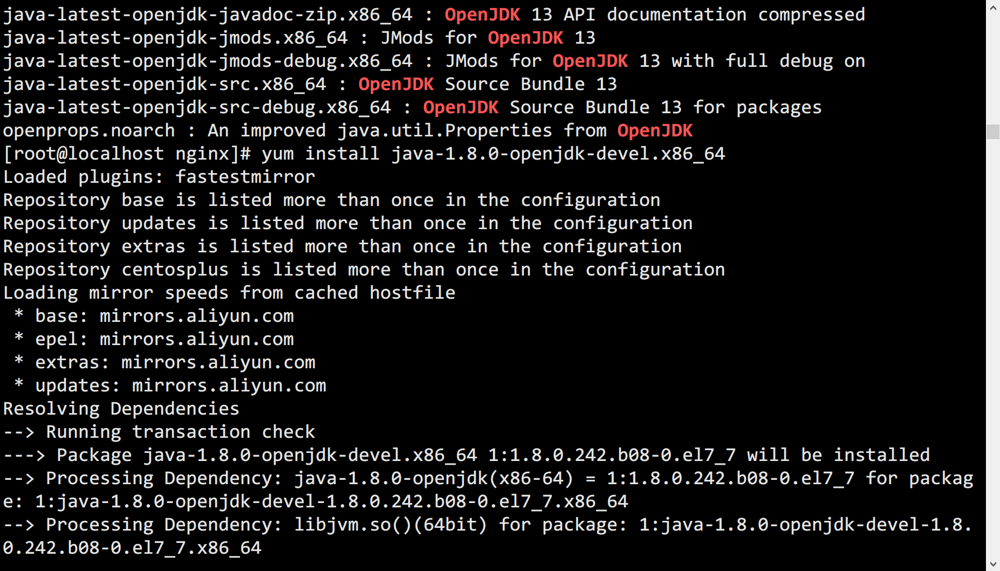 java-latest-openjdk-javadoc-zip.x86_64 : OpenJDK 13 API documentation compressed
java-latest-openjdk-jmods.x86_64 : JMods for OpenJDK 13
java-latest-openjdk-jmods-debug.x86_64 : JMods for OpenJDK 13 with full debug on
java-latest-openjdk-src.x86_64 : OpenJDK Source Bundle 13
java-latest-openjdk-src-debug.x86_64 : OpenJDK Source Bundle 13 for packages
openprops.noarch : An improved java.util.Properties from OpenJDK
[root@localhost nginx]# yum install java-1.8.0-openjdk-devel.x86_64
Loaded plugins: fastestmirror
Repository base is listed more than once in the configuration
Repository updates is listed more than once in the configuration
Repository extras is listed more than once in the configuration
Repository centosplus is listed more than once in the configuration
Loading mirror speeds from cached hostfile
 * base: mirrors.aliyun.com
 * epel: mirrors.aliyun.com
 * extras: mirrors.aliyun.com
 * updates: mirrors.aliyun.com
Resolving Dependencies
--> Running transaction check
---> Package java-1.8.0-openjdk-devel.x86_64 1:1.8.0.242.b08-0.el7_7 will be installed
--> Processing Dependency: java-1.8.0-openjdk(x86-64) = 1:1.8.0.242.b08-0.el7_7 for packag
e: 1:java-1.8.0-openjdk-devel-1.8.0.242.b08-0.el7_7.x86_64
--> Processing Dependency: libjvm.so()(64bit) for package: 1:java-1.8.0-openjdk-devel-1.8.
0.242.b08-0.el7_7.x86_64